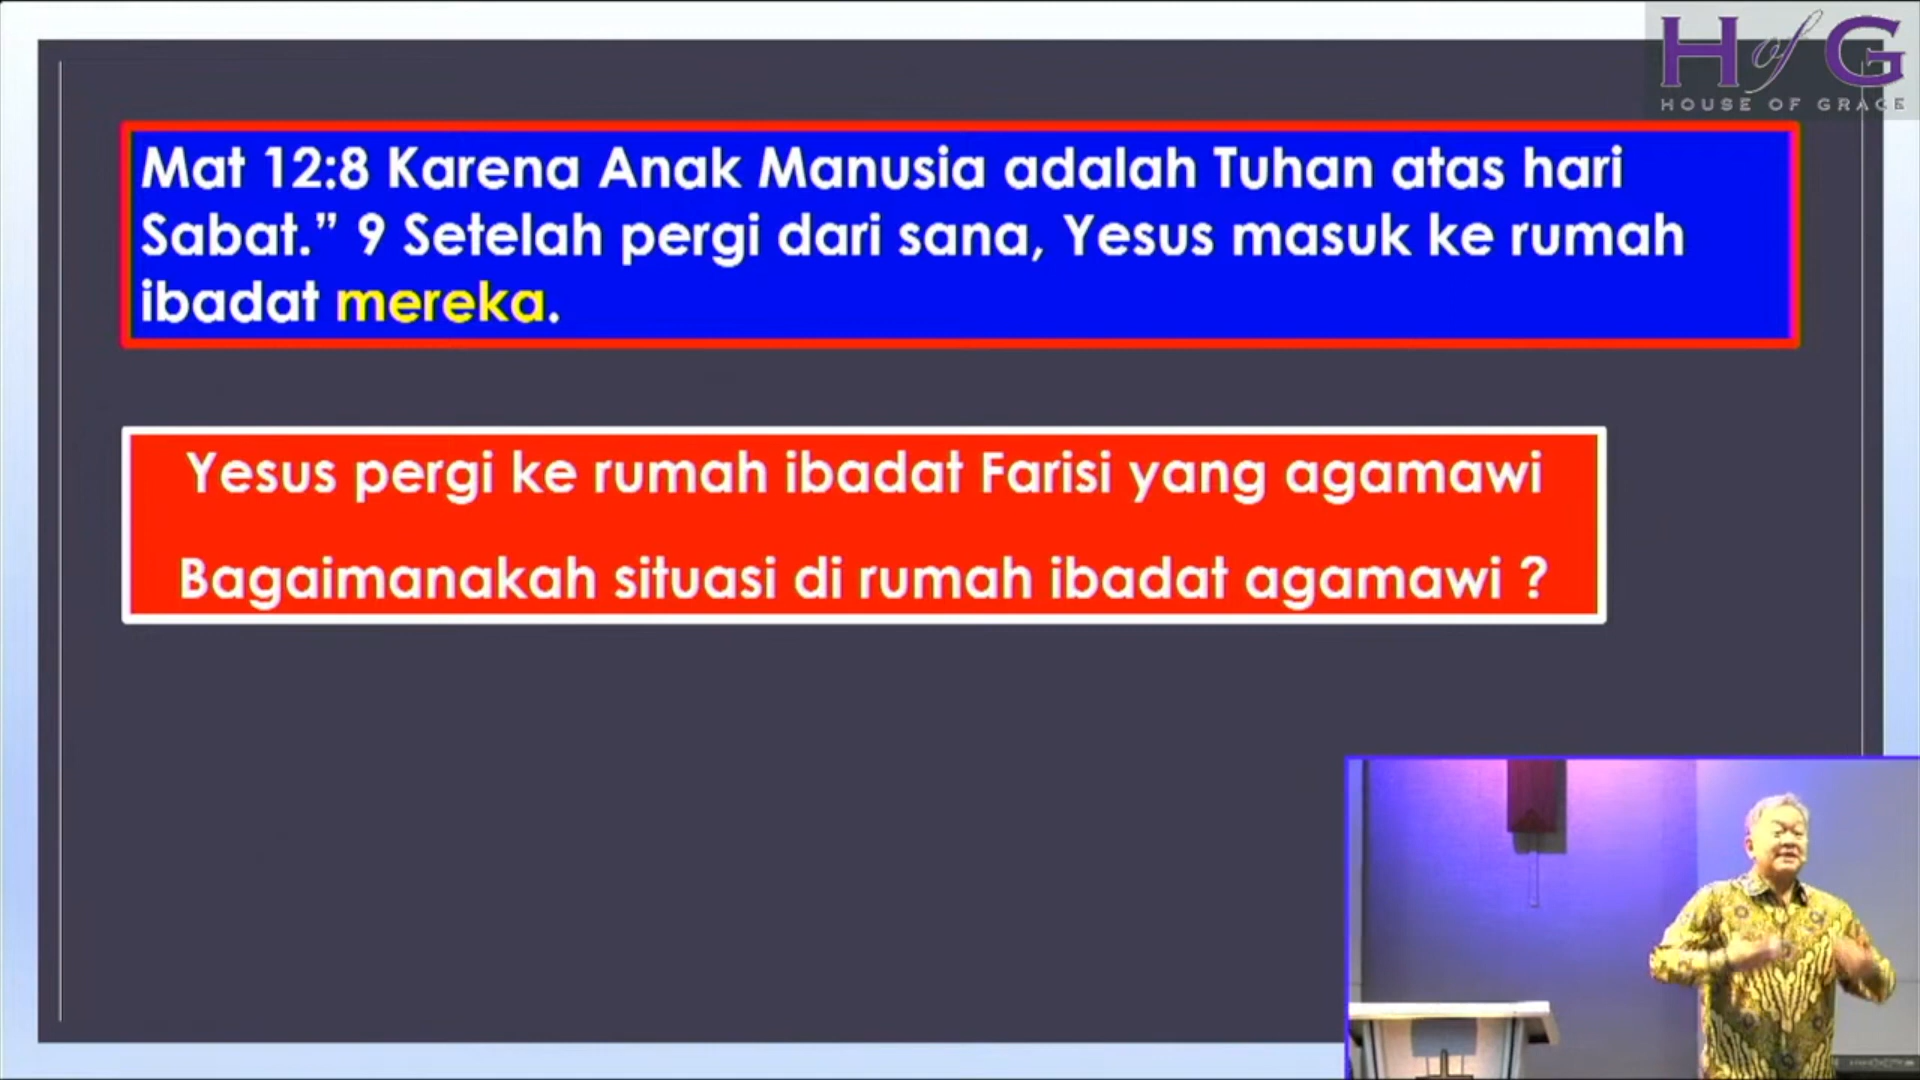 H of G
HOUSE OF GRACE
Mat 12:8 Karena Anak Manusia adalah Tuhan atas hari
Sabat.” 9 Setelah pergi dari sana, Yesus masuk ke rumah
ibadat mereka.
Yesus pergi ke rumah ibadat Farisi yang agamawi
Bagaimanakah situasi di rumah ibadat agamawi ?